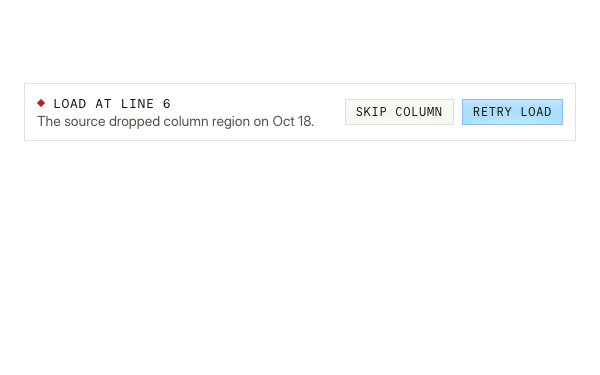 LOAD AT LINE 6
The source dropped column region on Oct 18.
SKIP COLUMN
RETRY LOAD